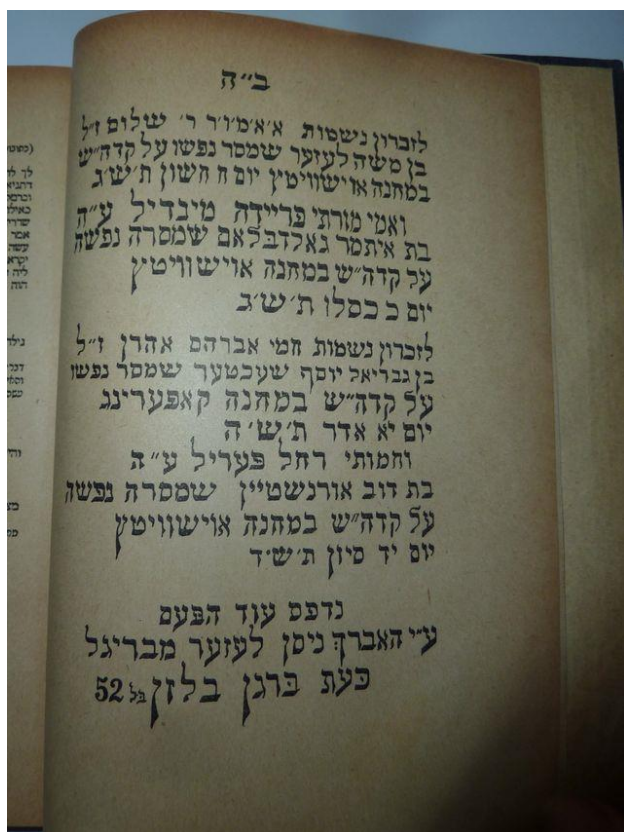 ב״ה
לזכרון נשמות א׳א׳מ׳ו׳ר ר׳ שלום ז״ל
בן משה לעזער שמסר נפשו על קדה״ש
במחנה אוישוויטץ יום ח חשון ת׳ש׳ג
ואמי מורתי פריידה מינדיל ע״ה
בת איתמר גאלדבלאם שמסרה נפשה
על קדה״ש במחנה אוישוויטץ
יום כ כסלו ת׳ש׳ג
לזכרון נשמות חמי אברהם אהרן ז״ל
בן גבריאל יוסף שעכטער שמסר נפשו
על קדה״ש במחנה קאפערינג
יום יא אדר ת׳ש׳ה
וחמותי רחל פעריל ע״ה
בת דוב אורנשטיין שמסרה נפשה
על קדה״ש במחנה אוישוויטץ
יום יד סיון ת׳ש׳ד
נדפס עוד הפעם
ע״י האברך ניסן לעזער מבריגל
כעת ברגן בלזן בל 52